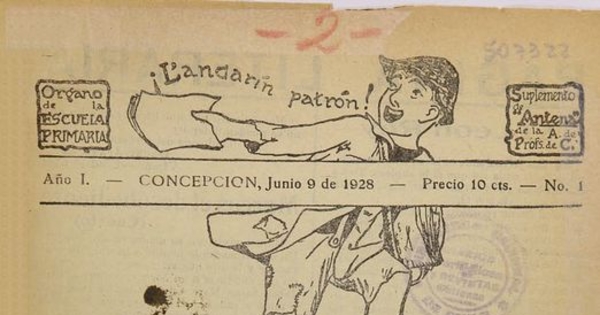 - 2 -
507322
¡L'andarín patrón!
Organo
de la
ESCUELA
PRIMARIA
Suplemento
de "Antena"
de la A. de
Profs. de C.
Año I. — CONCEPCION, Junio 9 de 1928 — Precio 10 cts. — No. 1